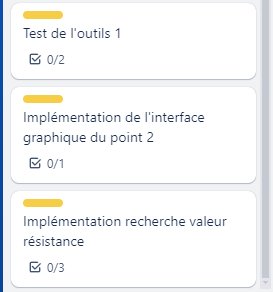 Test de l'outils 1
0/2
Implémentation de l'interface
graphique du point 2
0/1
Implémentation recherche valeur
résistance
0/3